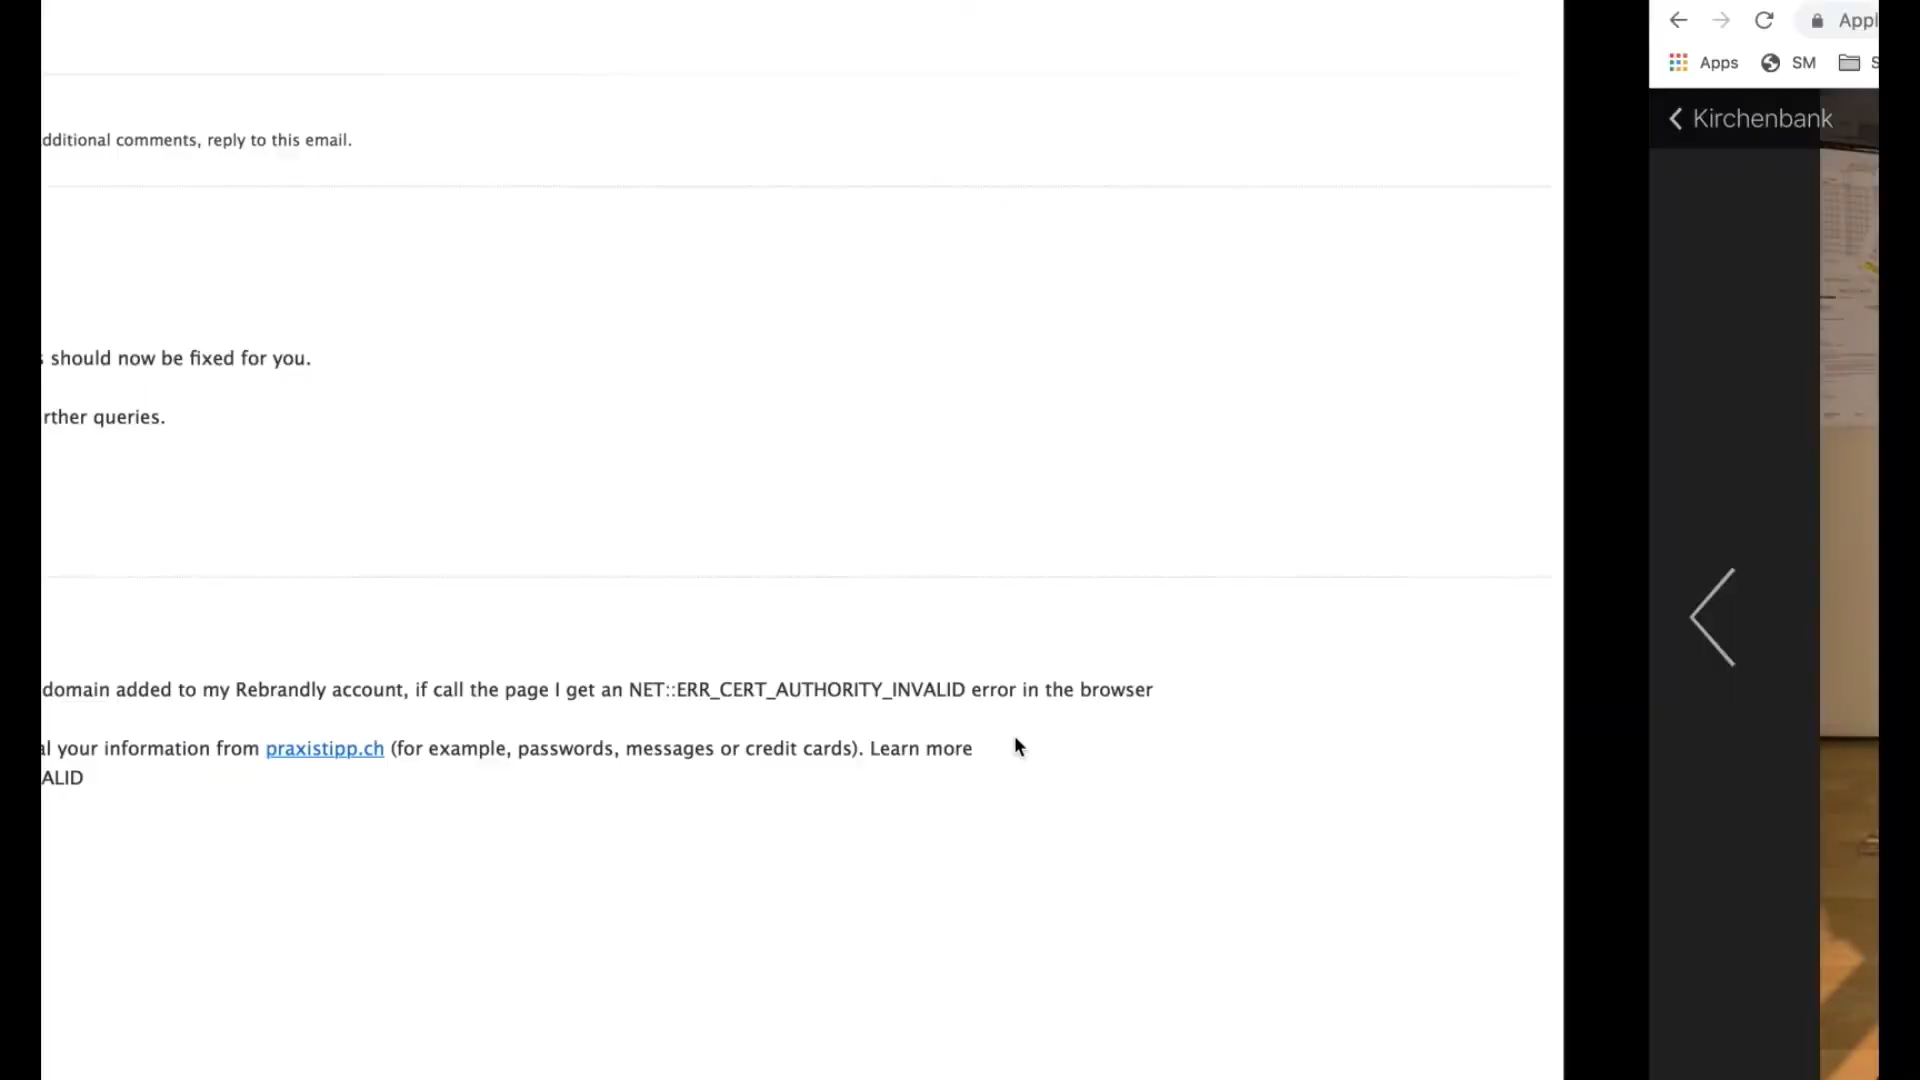 dditional comments, reply to this email.
should now be fixed for you.
rther queries.
domain added to my Rebrandly account, if call the page I get an NET::ERR_CERT_AUTHORITY_INVALID error in the browser
al your information from praxistipp.ch (for example, passwords, messages or credit cards). Learn more
ALID
Appl
Apps SM S
Kirchenbank